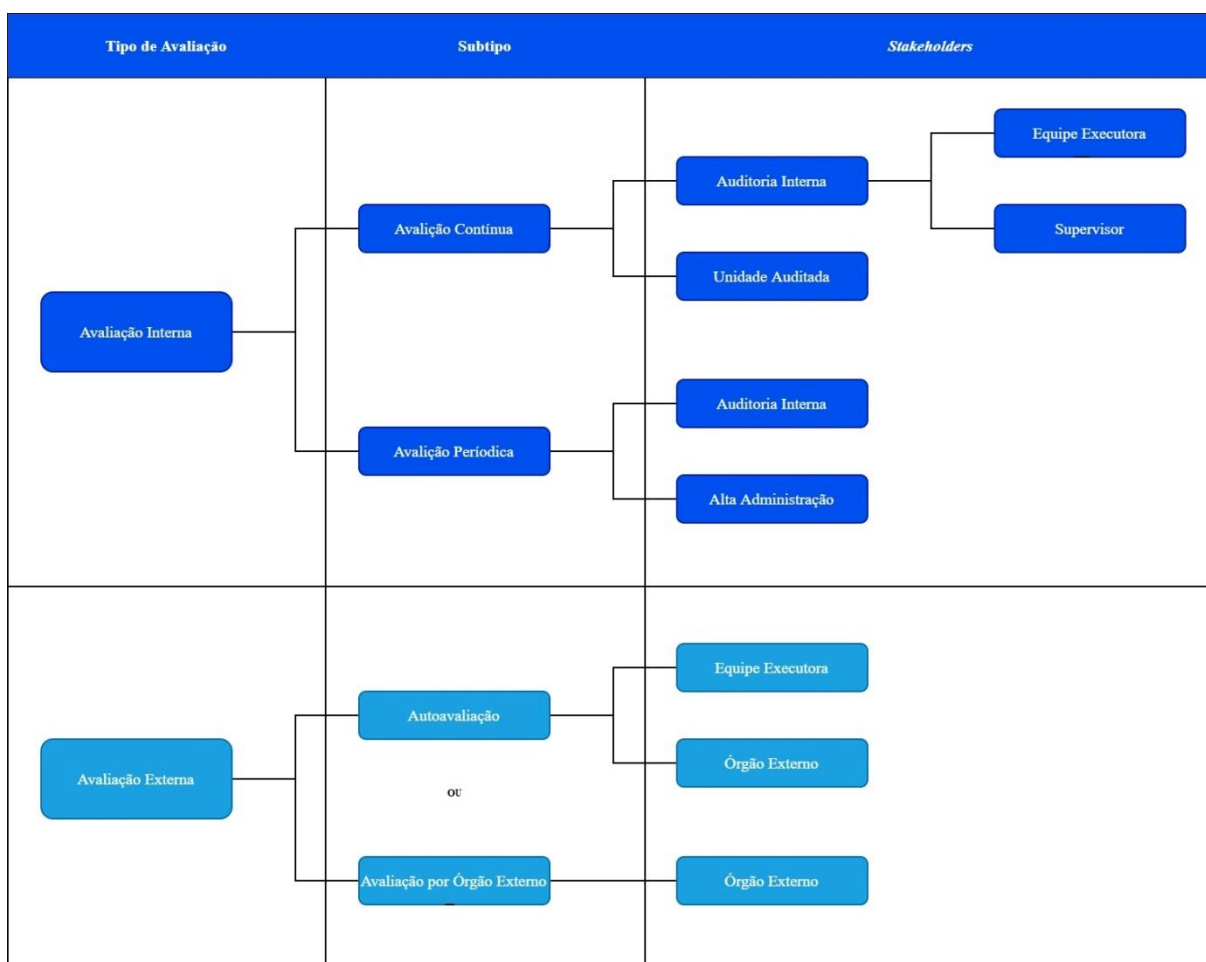 Tipo de Avaliação
Subtipo
Stakeholders
Avaliação Interna
Avalição Contínua
Auditoria Interna
Equipe Executora
Supervisor
Unidade Auditada
Avalição Períodica
Auditoria Interna
Alta Administração
Avaliação Externa
Autoavaliação
Equipe Executora
Órgão Externo
OU
Avaliação por Órgão Externo
Órgão Externo